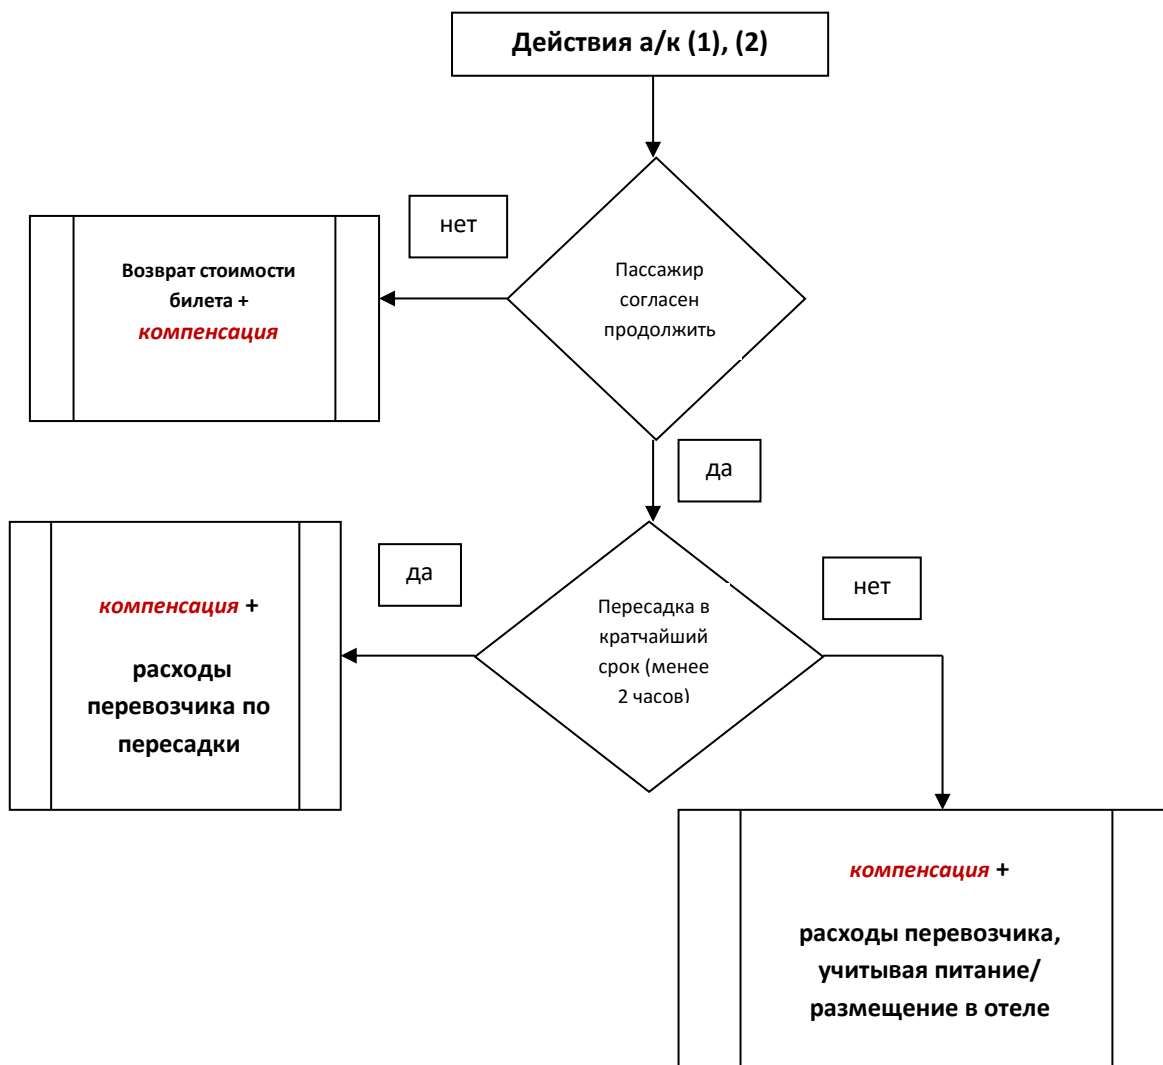 Действия а/к (1), (2)
нет
Возврат стоимости
билета +
компенсация
Пассажир
согласен
продолжить
да
да
нет
компенсация +
расходы
перевозчика по
пересадки
Пересадка в
кратчайший
срок (менее
2 часов)
компенсация +
расходы перевозчика,
учитывая питание/
размещение в отеле